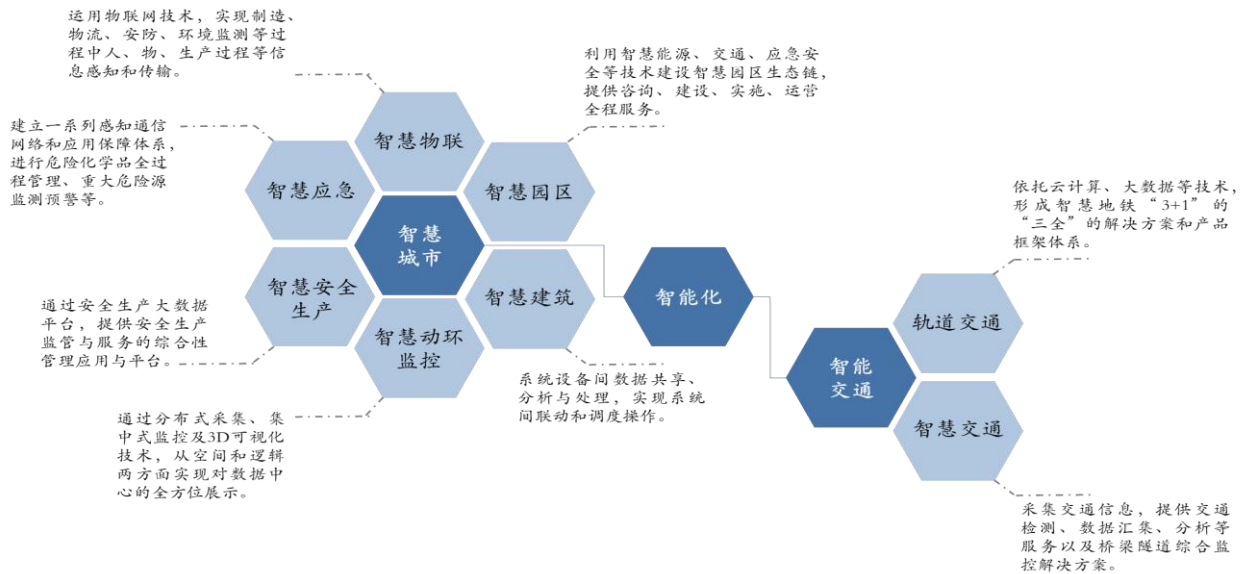 运用物联网技术，实现制造、
物流、安防、环境监测等过
程中人、物、生产过程等信
息感知和传输。
利用智慧能源、交通、应急安
全等技术建设智慧园区生态链，
提供咨询、建设、实施、运营
全程服务。
建立一系列感知通信
网络和应用保障体系，
进行危险化学品全过
程管理、重大危险源
监测预警等。
智慧物联
智慧应急
智慧园区
智慧
城市
智慧安全
生产
智慧建筑
智慧动环
监控
通过安全生产大数据
平台，提供安全生产
监管与服务的综合性
管理应用与平台。
系统设备间数据共享、
分析与处理，实现系统
间联动和调度操作。
通过分布式采集、集
中式监控及3D可视化
技术，从空间和逻辑
两方面实现对数据中
心的全方位展示。
智能化
依托云计算、大数据等技术，
形成智慧地铁“3+1”的
“三全”的解决方案和产品
框架体系。
轨道交通
智能
交通
智慧交通
采集交通信息，提供交通
检测、数据汇集、分析等
服务以及桥梁隧道综合监
控解决方案。